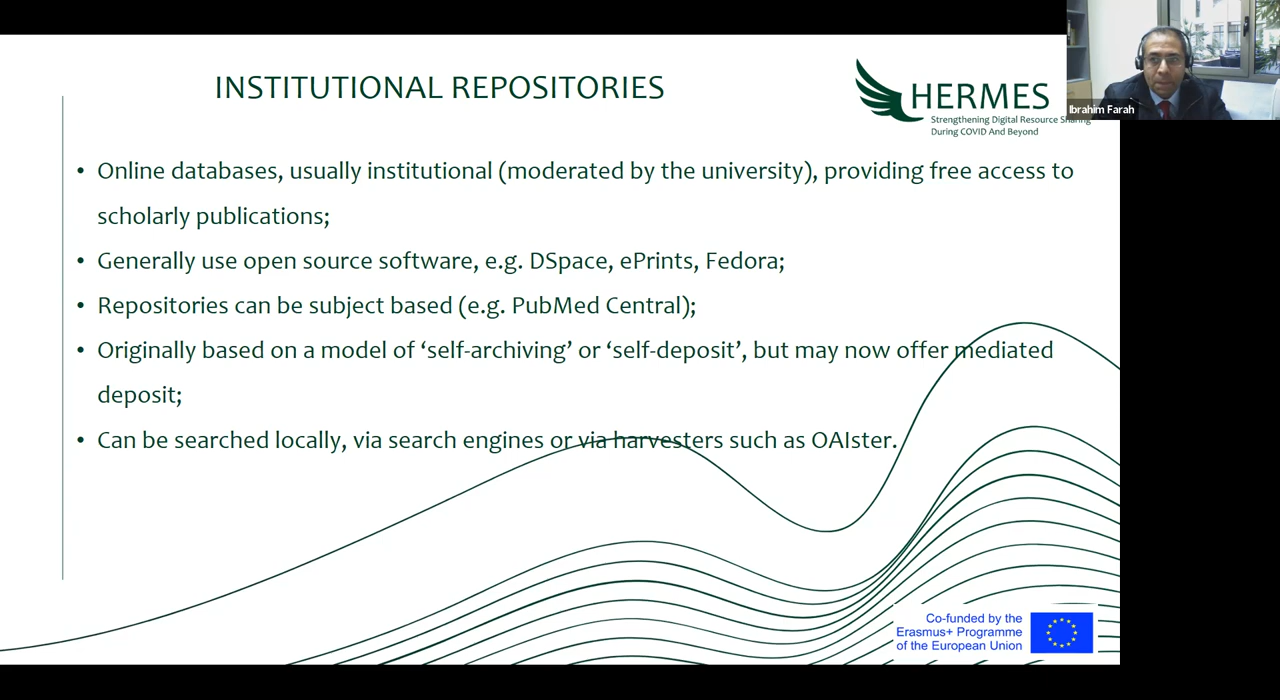 INSTITUTIONAL REPOSITORIES
HERMES
Strengthening Digital Resource Sharing
During COVID And Beyond
Ibrahim Farah
• Online databases, usually institutional (moderated by the university), providing free access to
scholarly publications;
• Generally use open source software, e.g. DSpace, ePrints, Fedora;
• Repositories can be subject based (e.g. PubMed Central);
• Originally based on a model of ‘self-archiving’ or ‘self-deposit’, but may now offer mediated
deposit;
• Can be searched locally, via search engines or via harvesters such as OAIster.
Co-funded by the
Erasmus+ Programme
of the European Union